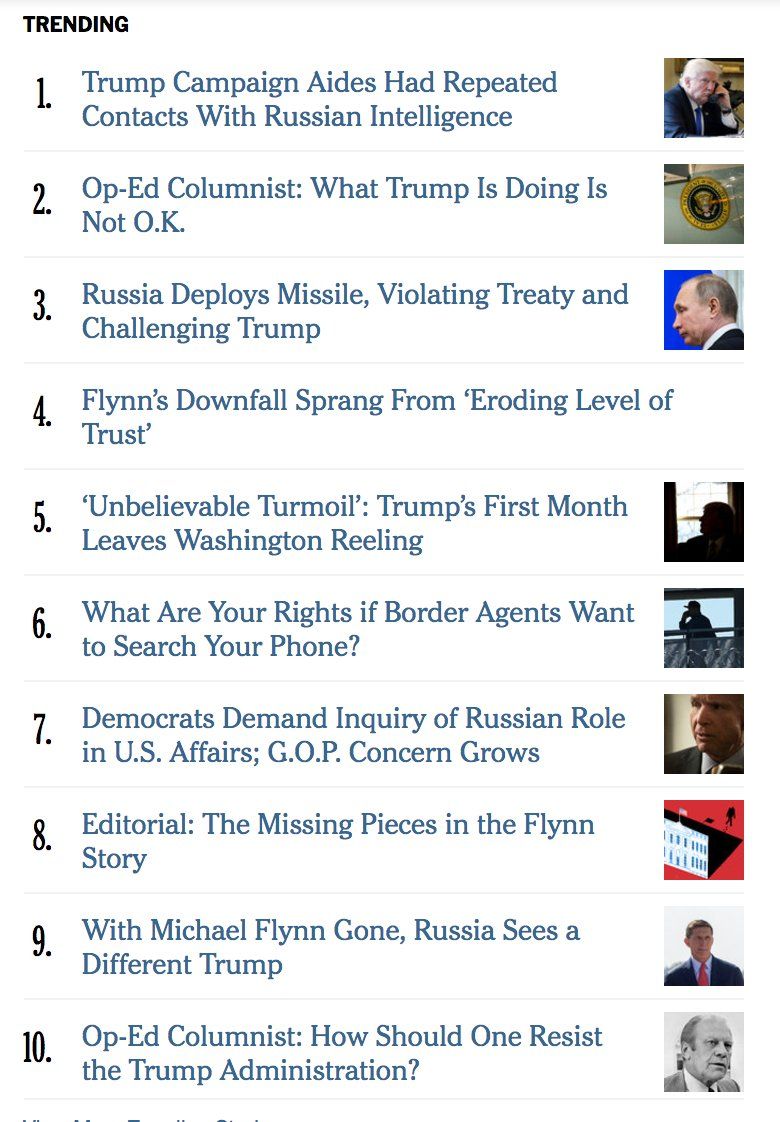 TRENDING
1.
Trump Campaign Aides Had Repeated
Contacts With Russian Intelligence
2.
Op-Ed Columnist: What Trump Is Doing Is
Not O.K.
3.
Russia Deploys Missile, Violating Treaty and
Challenging Trump
4.
Flynn’s Downfall Sprang From ‘Eroding Level of
Trust’
5.
‘Unbelievable Turmoil’: Trump’s First Month
Leaves Washington Reeling
6.
What Are Your Rights if Border Agents Want
to Search Your Phone?
7.
Democrats Demand Inquiry of Russian Role
in U.S. Affairs; G.O.P. Concern Grows
8.
Editorial: The Missing Pieces in the Flynn
Story
9.
With Michael Flynn Gone, Russia Sees a
Different Trump
10.
Op-Ed Columnist: How Should One Resist
the Trump Administration?